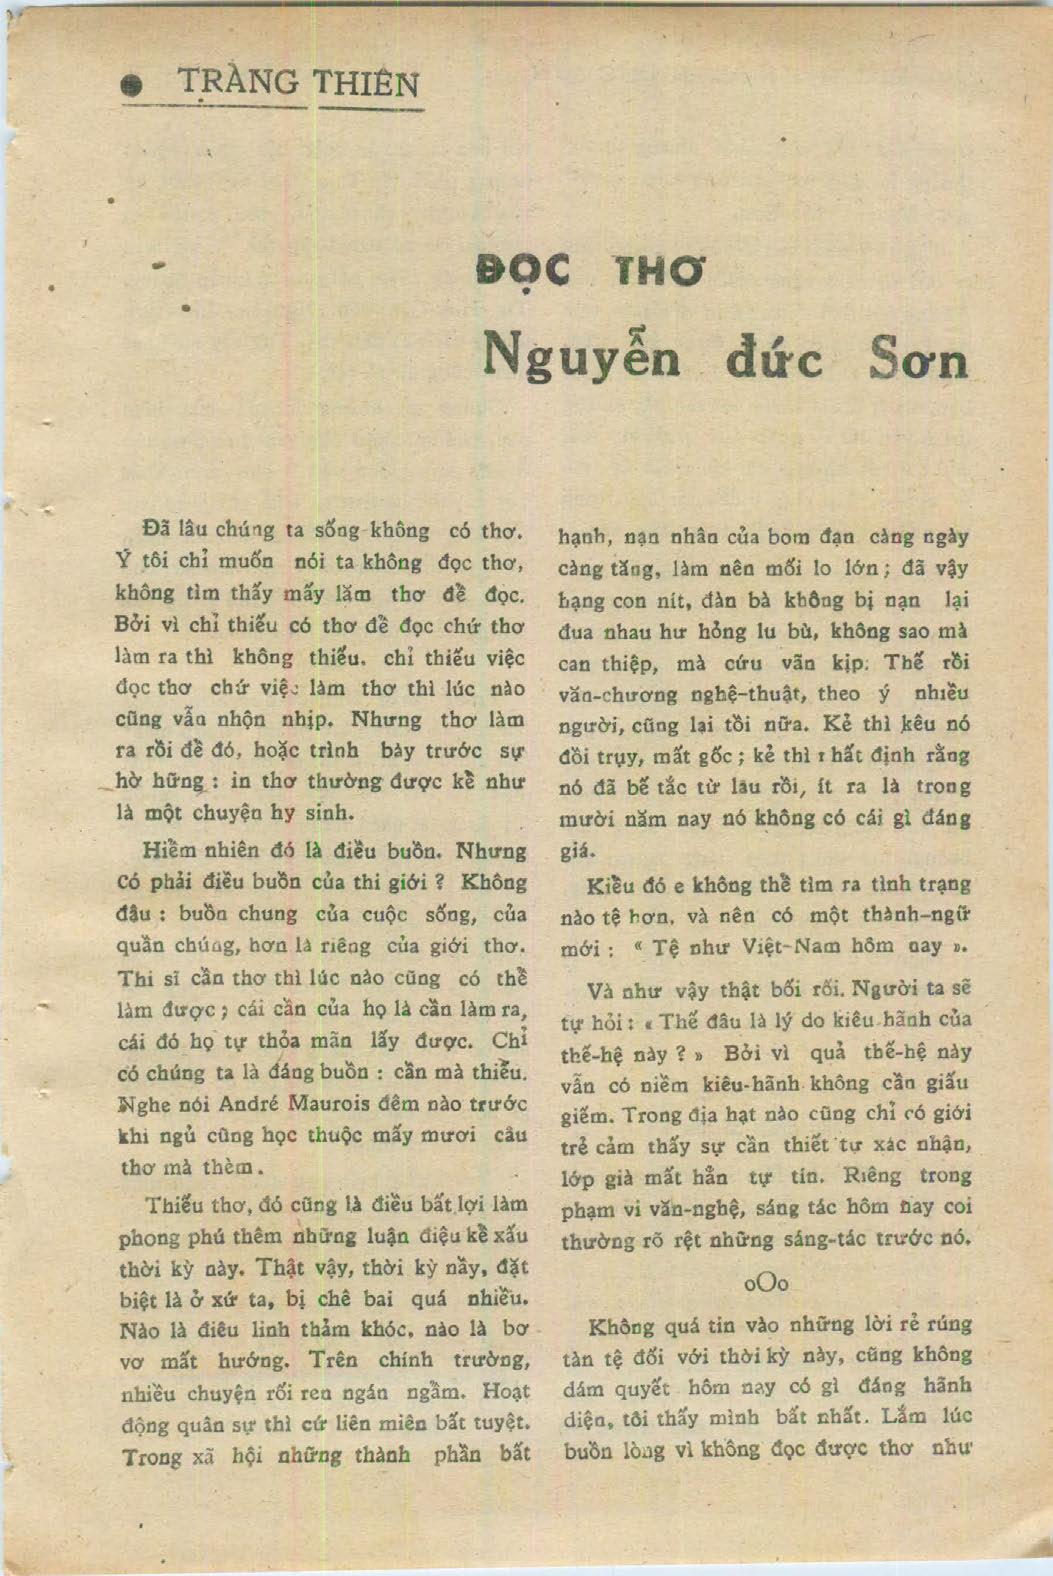 ● TRÀNG THIÊN
ĐỌC THƠ
Nguyễn đức Sơn
Đã lâu chúng ta sống không có thơ.
Ý tôi chỉ muốn nói ta không đọc thơ,
không tìm thấy mấy lăm thơ để đọc.
Bởi vì chỉ thiếu có thơ để đọc chứ thơ
làm ra thì không thiếu. chỉ thiếu việc
đọc thơ chứ việc làm thơ thì lúc nào
cũng vẫn nhộn nhịp. Nhưng thơ làm
ra rồi để đó, hoặc trình bày trước sự
hờ hững : in thơ thường được kể như
là một chuyện hy sinh.
Hiềm nhiên đó là điều buồn. Nhưng
Có phải điều buồn của thi giới ? Không
đâu : buồn chung của cuộc sống, của
quần chúng, hơn là riêng của giới thơ.
Thi sĩ cần thơ thì lúc nào cũng có thể
làm được ; cái cần của họ là cần làm ra,
cái đó họ tự thỏa mãn lấy được. Chỉ
có chúng ta là đáng buồn : cần mà thiếu.
Nghe nói André Maurois đêm nào trước
khi ngủ cũng học thuộc mấy mươi câu
thơ mà thèm.
Thiếu thơ, đó cũng là điều bất lợi làm
phong phú thêm những luận điệu kể xấu
thời kỳ này. Thật vậy, thời kỳ nầy, đặt
biệt là ở xứ ta, bị chê bai quá nhiều.
Nào là điêu linh thảm khóc, nào là bơ
vơ mất hướng. Trên chính trường,
nhiều chuyện rối ren ngán ngẩm. Hoạt
động quân sự thì cứ liên miên bất tuyệt.
Trong xã hội những thành phần bất
hạnh, nạn nhân của bom đạn càng ngày
càng tăng, làm nên mối lo lớn ; đã vậy
hạng con nít, đàn bà không bị nạn lại
đua nhau hư hỏng lu bù, không sao mà
can thiệp, mà cứu vãn kịp. Thế rồi
văn-chương nghệ-thuật, theo ý nhiều
người, cũng lại tồi nữa. Kẻ thì kêu nó
đồi trụy, mất gốc ; kẻ thì nhất định rằng
nó đã bế tắc từ lâu rồi, ít ra là trong
mười năm nay nó không có cái gì đáng
giá.
Kiểu đó e không thể tìm ra tình trạng
nào tệ hơn, và nên có một thành-ngữ
mới : « Tệ như Việt-Nam hôm nay ».
Và như vậy thật bối rối. Người ta sẽ
tự hỏi : « Thế đâu là lý do kiêu-hãnh của
thế-hệ này ? » Bởi vì quả thế-hệ này
vẫn có niềm kiêu-hãnh không cần giấu
giếm. Trong địa hạt nào cũng chỉ có giới
trẻ cảm thấy sự cần thiết tự xác nhận,
lớp già mất hẳn tự tin. Riêng trong
phạm vi văn-nghệ, sáng tác hôm nay coi
thường rõ rệt những sáng-tác trước nó.
oOo
Không quá tin vào những lời rẻ rúng
tàn tệ đối với thời kỳ này, cũng không
dám quyết hôm nay có gì đáng hãnh
diện, tôi thấy mình bất nhất. Lắm lúc
buồn lòng vì không đọc được thơ như